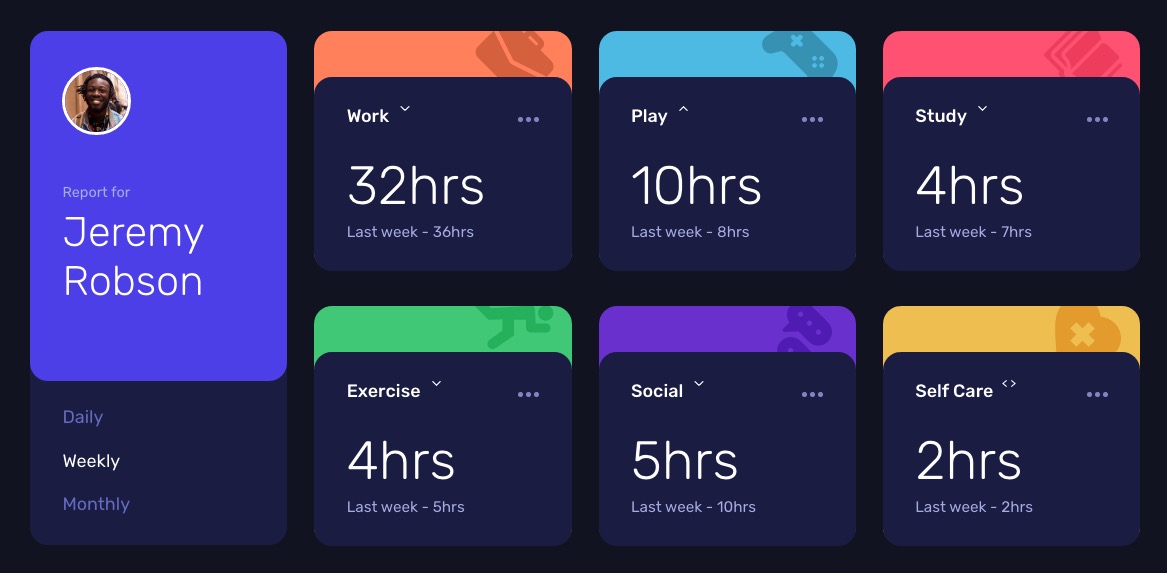 Report for
Jeremy
Robson
Daily
Weekly
Monthly
Work
32hrs
Last week - 36hrs
Play
10hrs
Last week - 8hrs
Study
4hrs
Last week - 7hrs
Exercise
4hrs
Last week - 5hrs
Social
5hrs
Last week - 10hrs
Self Care
2hrs
Last week - 2hrs